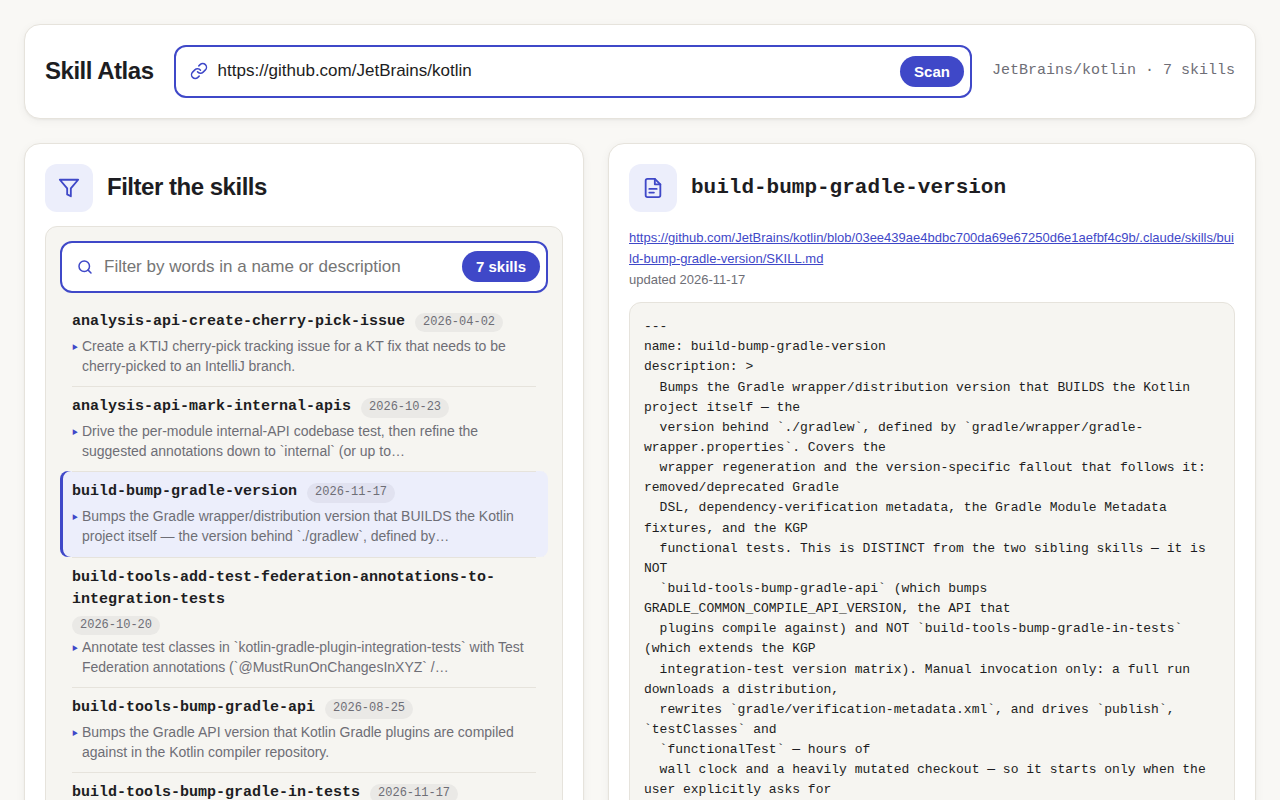 Skill Atlas
https://github.com/JetBrains/kotlin
Scan
JetBrains/kotlin · 7 skills
Filter the skills
Filter by words in a name or description
7 skills
analysis-api-create-cherry-pick-issue 2026-04-02
▸ Create a KTIJ cherry-pick tracking issue for a KT fix that needs to be
cherry-picked to an IntelliJ branch.
analysis-api-mark-internal-apis 2026-10-23
▸ Drive the per-module internal-API codebase test, then refine the
suggested annotations down to `internal` (or up to…
build-bump-gradle-version 2026-11-17
▸ Bumps the Gradle wrapper/distribution version that BUILDS the Kotlin
project itself — the version behind `./gradlew`, defined by…
build-tools-add-test-federation-annotations-to-
integration-tests
2026-10-20
▸ Annotate test classes in `kotlin-gradle-plugin-integration-tests` with Test
Federation annotations (`@MustRunOnChangesInXYZ` /…
build-tools-bump-gradle-api 2026-08-25
▸ Bumps the Gradle API version that Kotlin Gradle plugins are compiled
against in the Kotlin compiler repository.
build-tools-bump-gradle-in-tests 2026-11-17
build-bump-gradle-version
https://github.com/JetBrains/kotlin/blob/03ee439ae4bdbc700da69e67250d6e1aefbf4c9b/.claude/skills/bui
ld-bump-gradle-version/SKILL.md
updated 2026-11-17
---
name: build-bump-gradle-version
description: >
Bumps the Gradle wrapper/distribution version that BUILDS the Kotlin
project itself — the
version behind `./gradlew`, defined by `gradle/wrapper/gradle-
wrapper.properties`. Covers the
wrapper regeneration and the version-specific fallout that follows it:
removed/deprecated Gradle
DSL, dependency-verification metadata, the Gradle Module Metadata
fixtures, and the KGP
functional tests. This is DISTINCT from the two sibling skills — it is
NOT
`build-tools-bump-gradle-api` (which bumps
GRADLE_COMMON_COMPILE_API_VERSION, the API that
plugins compile against) and NOT `build-tools-bump-gradle-in-tests`
(which extends the KGP
integration-test version matrix). Manual invocation only: a full run
downloads a distribution,
rewrites `gradle/verification-metadata.xml`, and drives `publish`,
`testClasses` and
`functionalTest` — hours of
wall clock and a heavily mutated checkout — so it starts only when the
user explicitly asks for